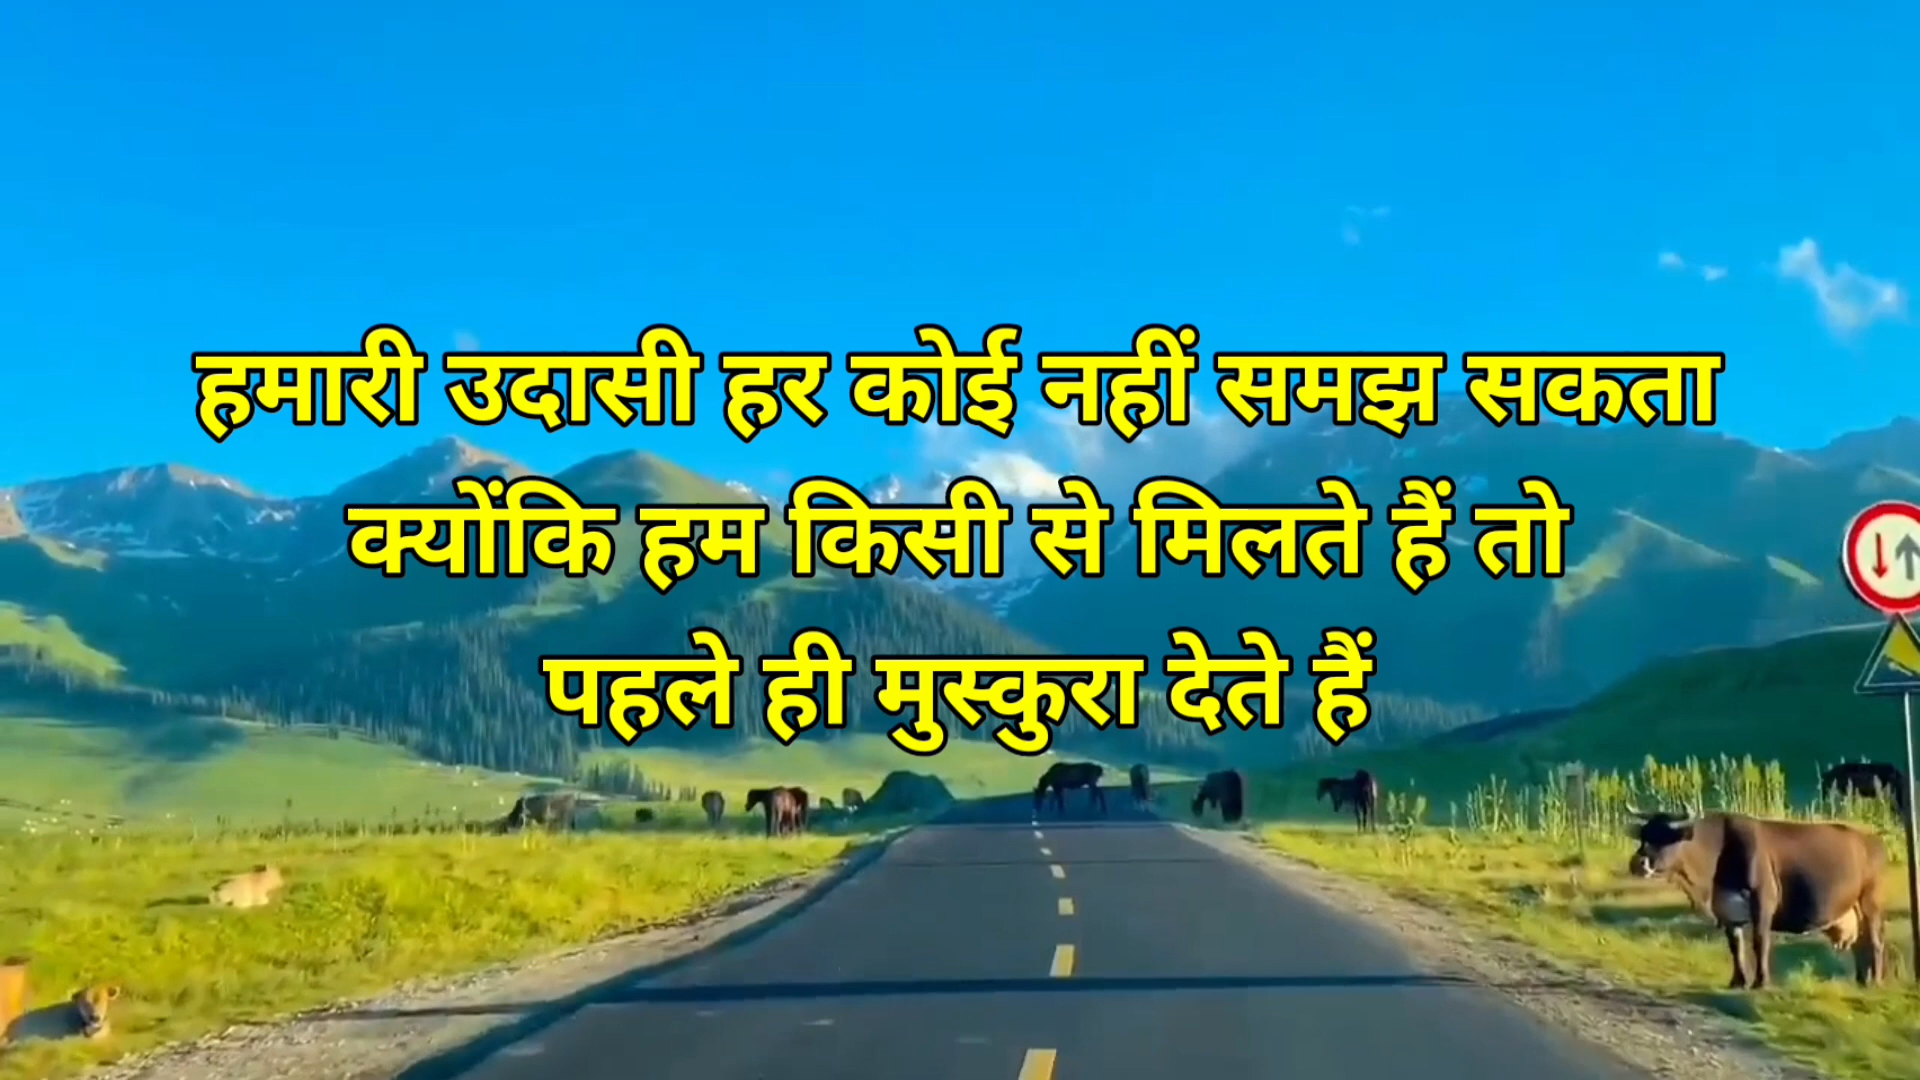 हमारी उदासी हर कोई नहीं समझ सकता
क्योंकि हम किसी से मिलते हैं तो
पहले ही मुस्कुरा देते हैं